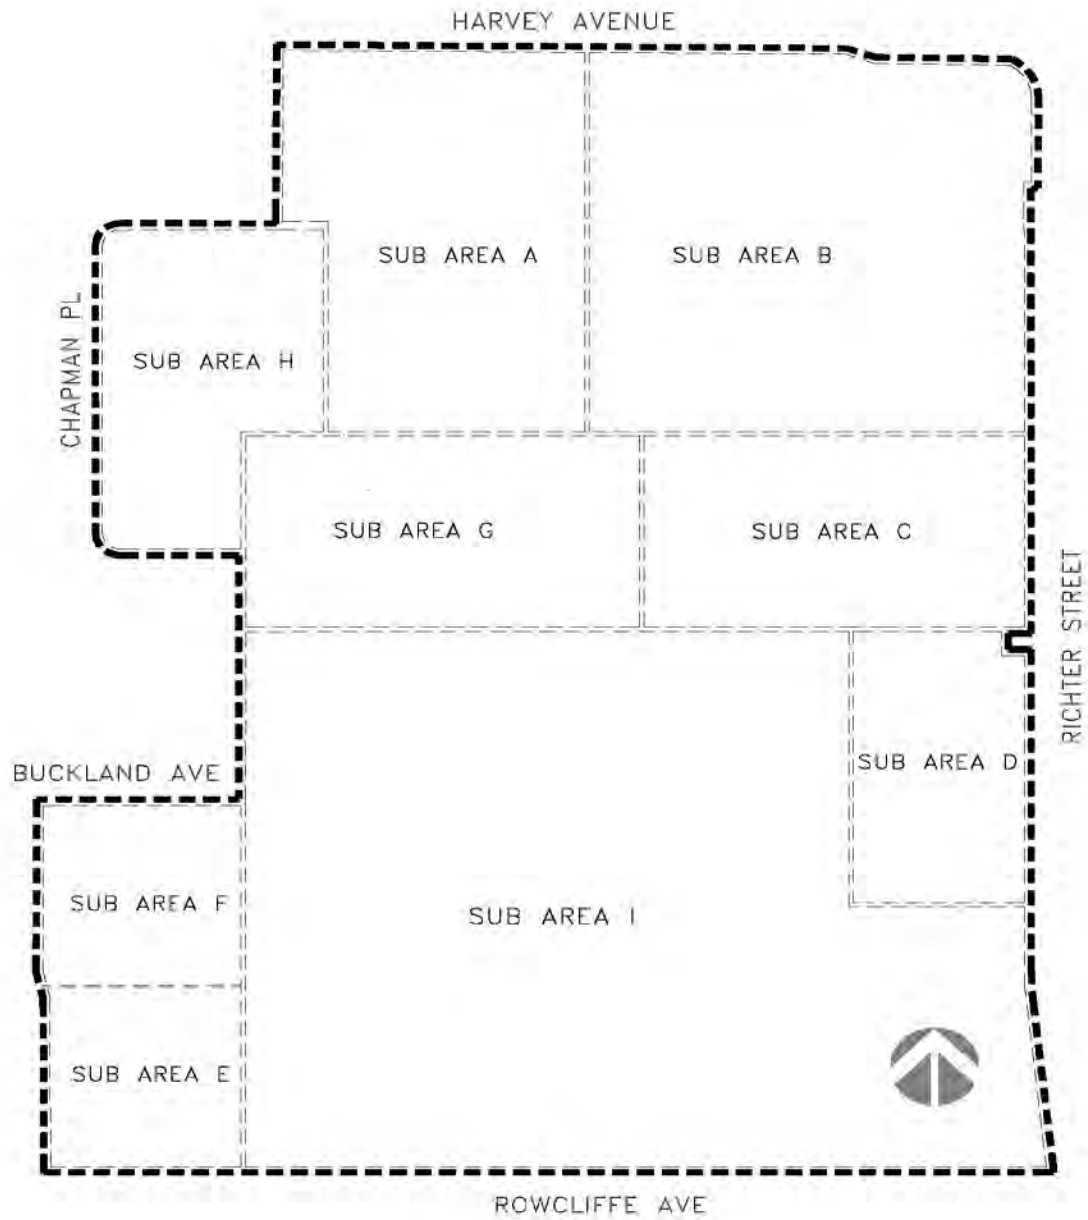 HARVEY AVENUE
SUB AREA A
SUB AREA B
CHAPMAN PL
SUB AREA H
SUB AREA G
SUB AREA C
RICHTER STREET
BUCKLAND AVE
SUB AREA D
SUB AREA F
SUB AREA I
SUB AREA E
ROWCLIFFE AVE